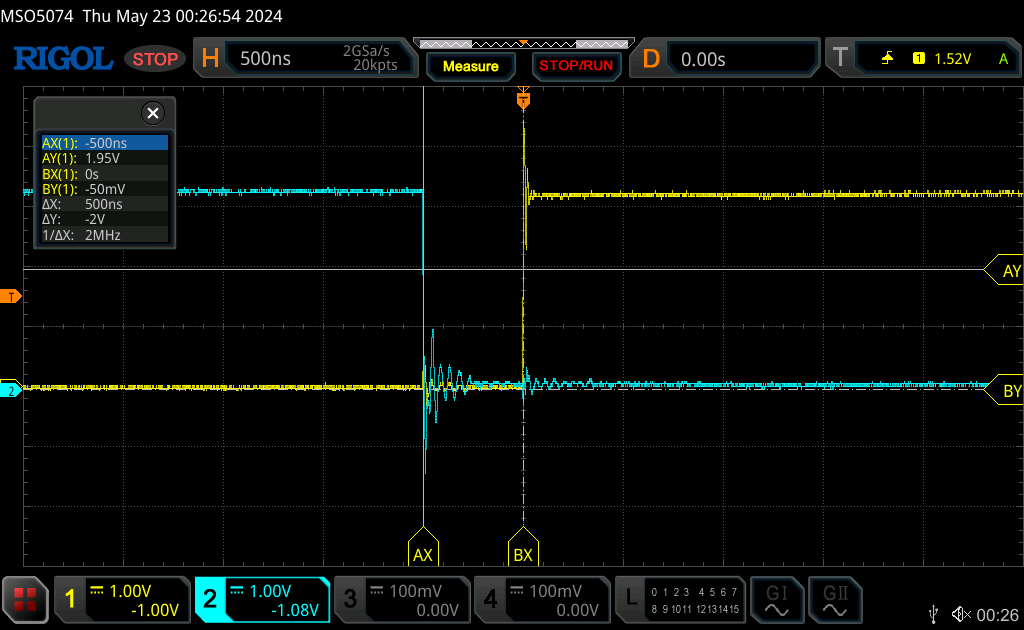 MSO5074 Thu May 23 00:26:54 2024
RIGOL STOP H 500ns 2GSa/s 20kpts Measure STOP/RUN D 0.00s T 1 1.52V A
T
AX(1): -500ns
AY(1): 1.95V
BX(1): 0s
BY(1): -50mV
ΔX: 500ns
ΔY: -2V
1/ΔX: 2MHz
AY
T
2
BY
AX BX
1 1.00V -1.00V 2 1.00V -1.08V 3 100mV 0.00V 4 100mV 0.00V L 0 1 2 3 4 5 6 7 8 9 10 11 12 13 14 15 GI GII
00:26